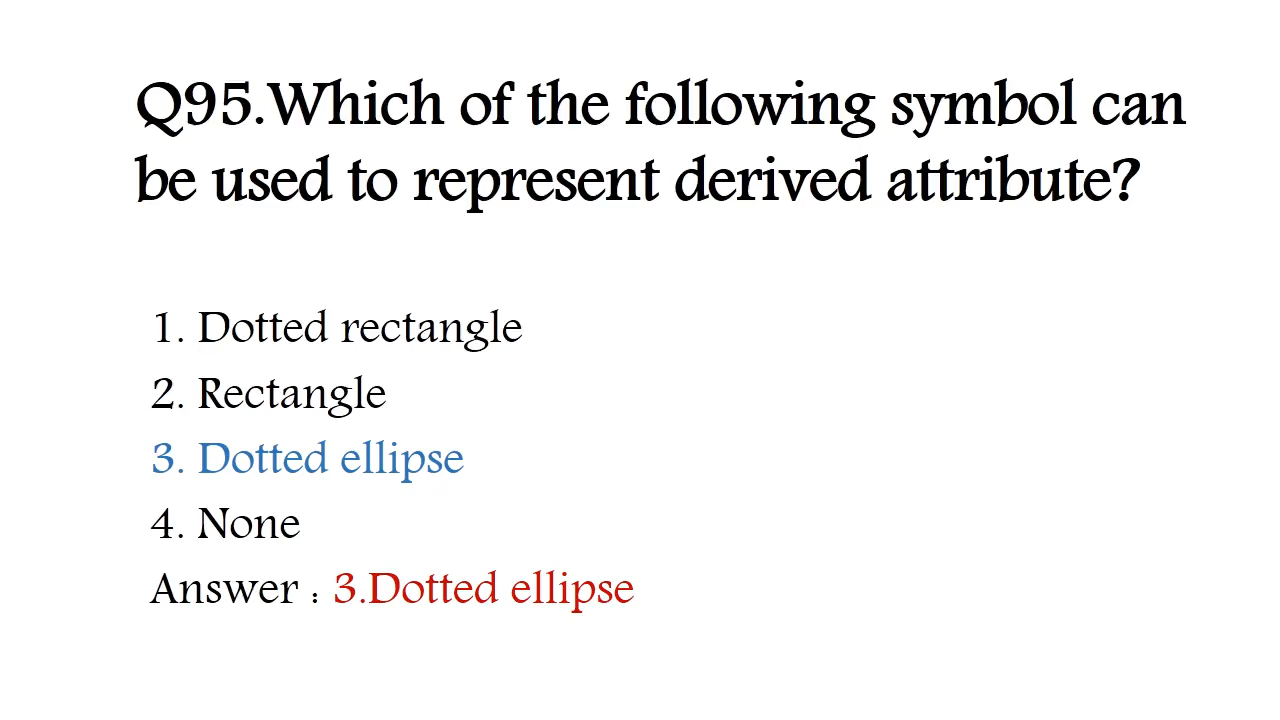 Q95.Which of the following symbol can
be used to represent derived attribute?
1. Dotted rectangle
2. Rectangle
3. Dotted ellipse
4. None
Answer : 3.Dotted ellipse